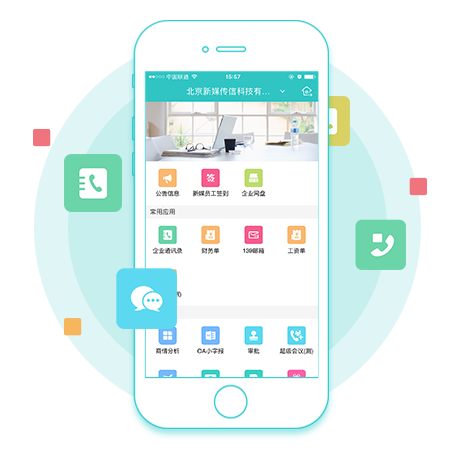 中国联通 15:57
北京新媒传信科技有...
公告信息 新媒员工签到 企业网盘
常用应用
企业通讯录 财务单 139邮箱 工资单
商情分析 CA小字段 审批 超级会议(测)